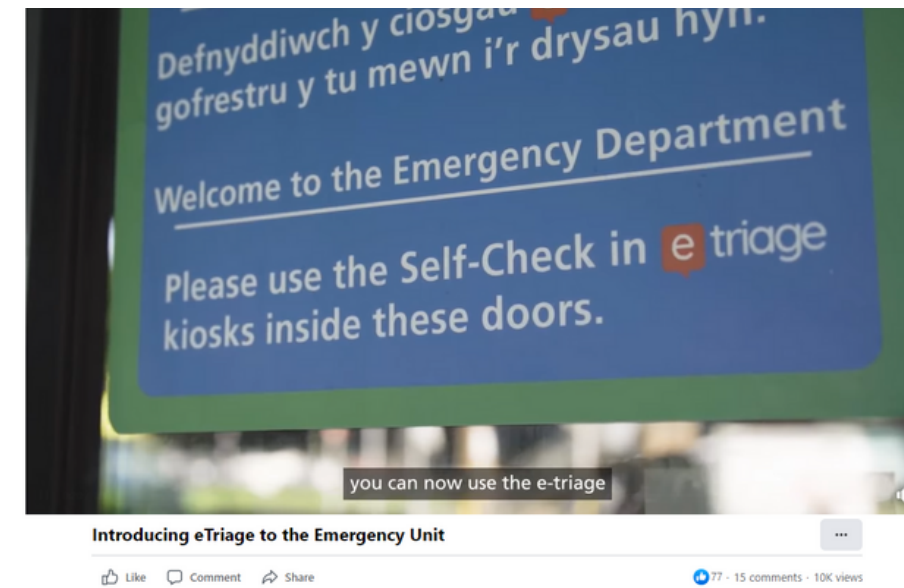 Defnyddiwch y ciosgau e
gofrestru y tu mewn i'r drysau hyn.
Welcome to the Emergency Department
Please use the Self-Check in e triage
kiosks inside these doors.
you can now use the e-triage
Introducing eTriage to the Emergency Unit
...
Like Comment Share 77 · 15 comments · 10K views